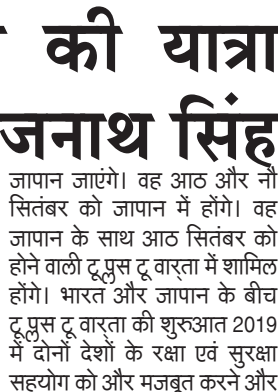 की यात्रा
जनाथ सिंह
जापान जाएंगे। वह आठ और नौ
सितंबर को जापान में होंगे। वह
जापान के साथ आठ सितंबर को
होने वाली टू प्लस टू वार्ता में शामिल
होंगे। भारत और जापान के बीच
टू प्लस टू वार्ता की शुरुआत 2019
में दोनों देशों के रक्षा एवं सुरक्षा
सहयोग को और मजबूत करने और